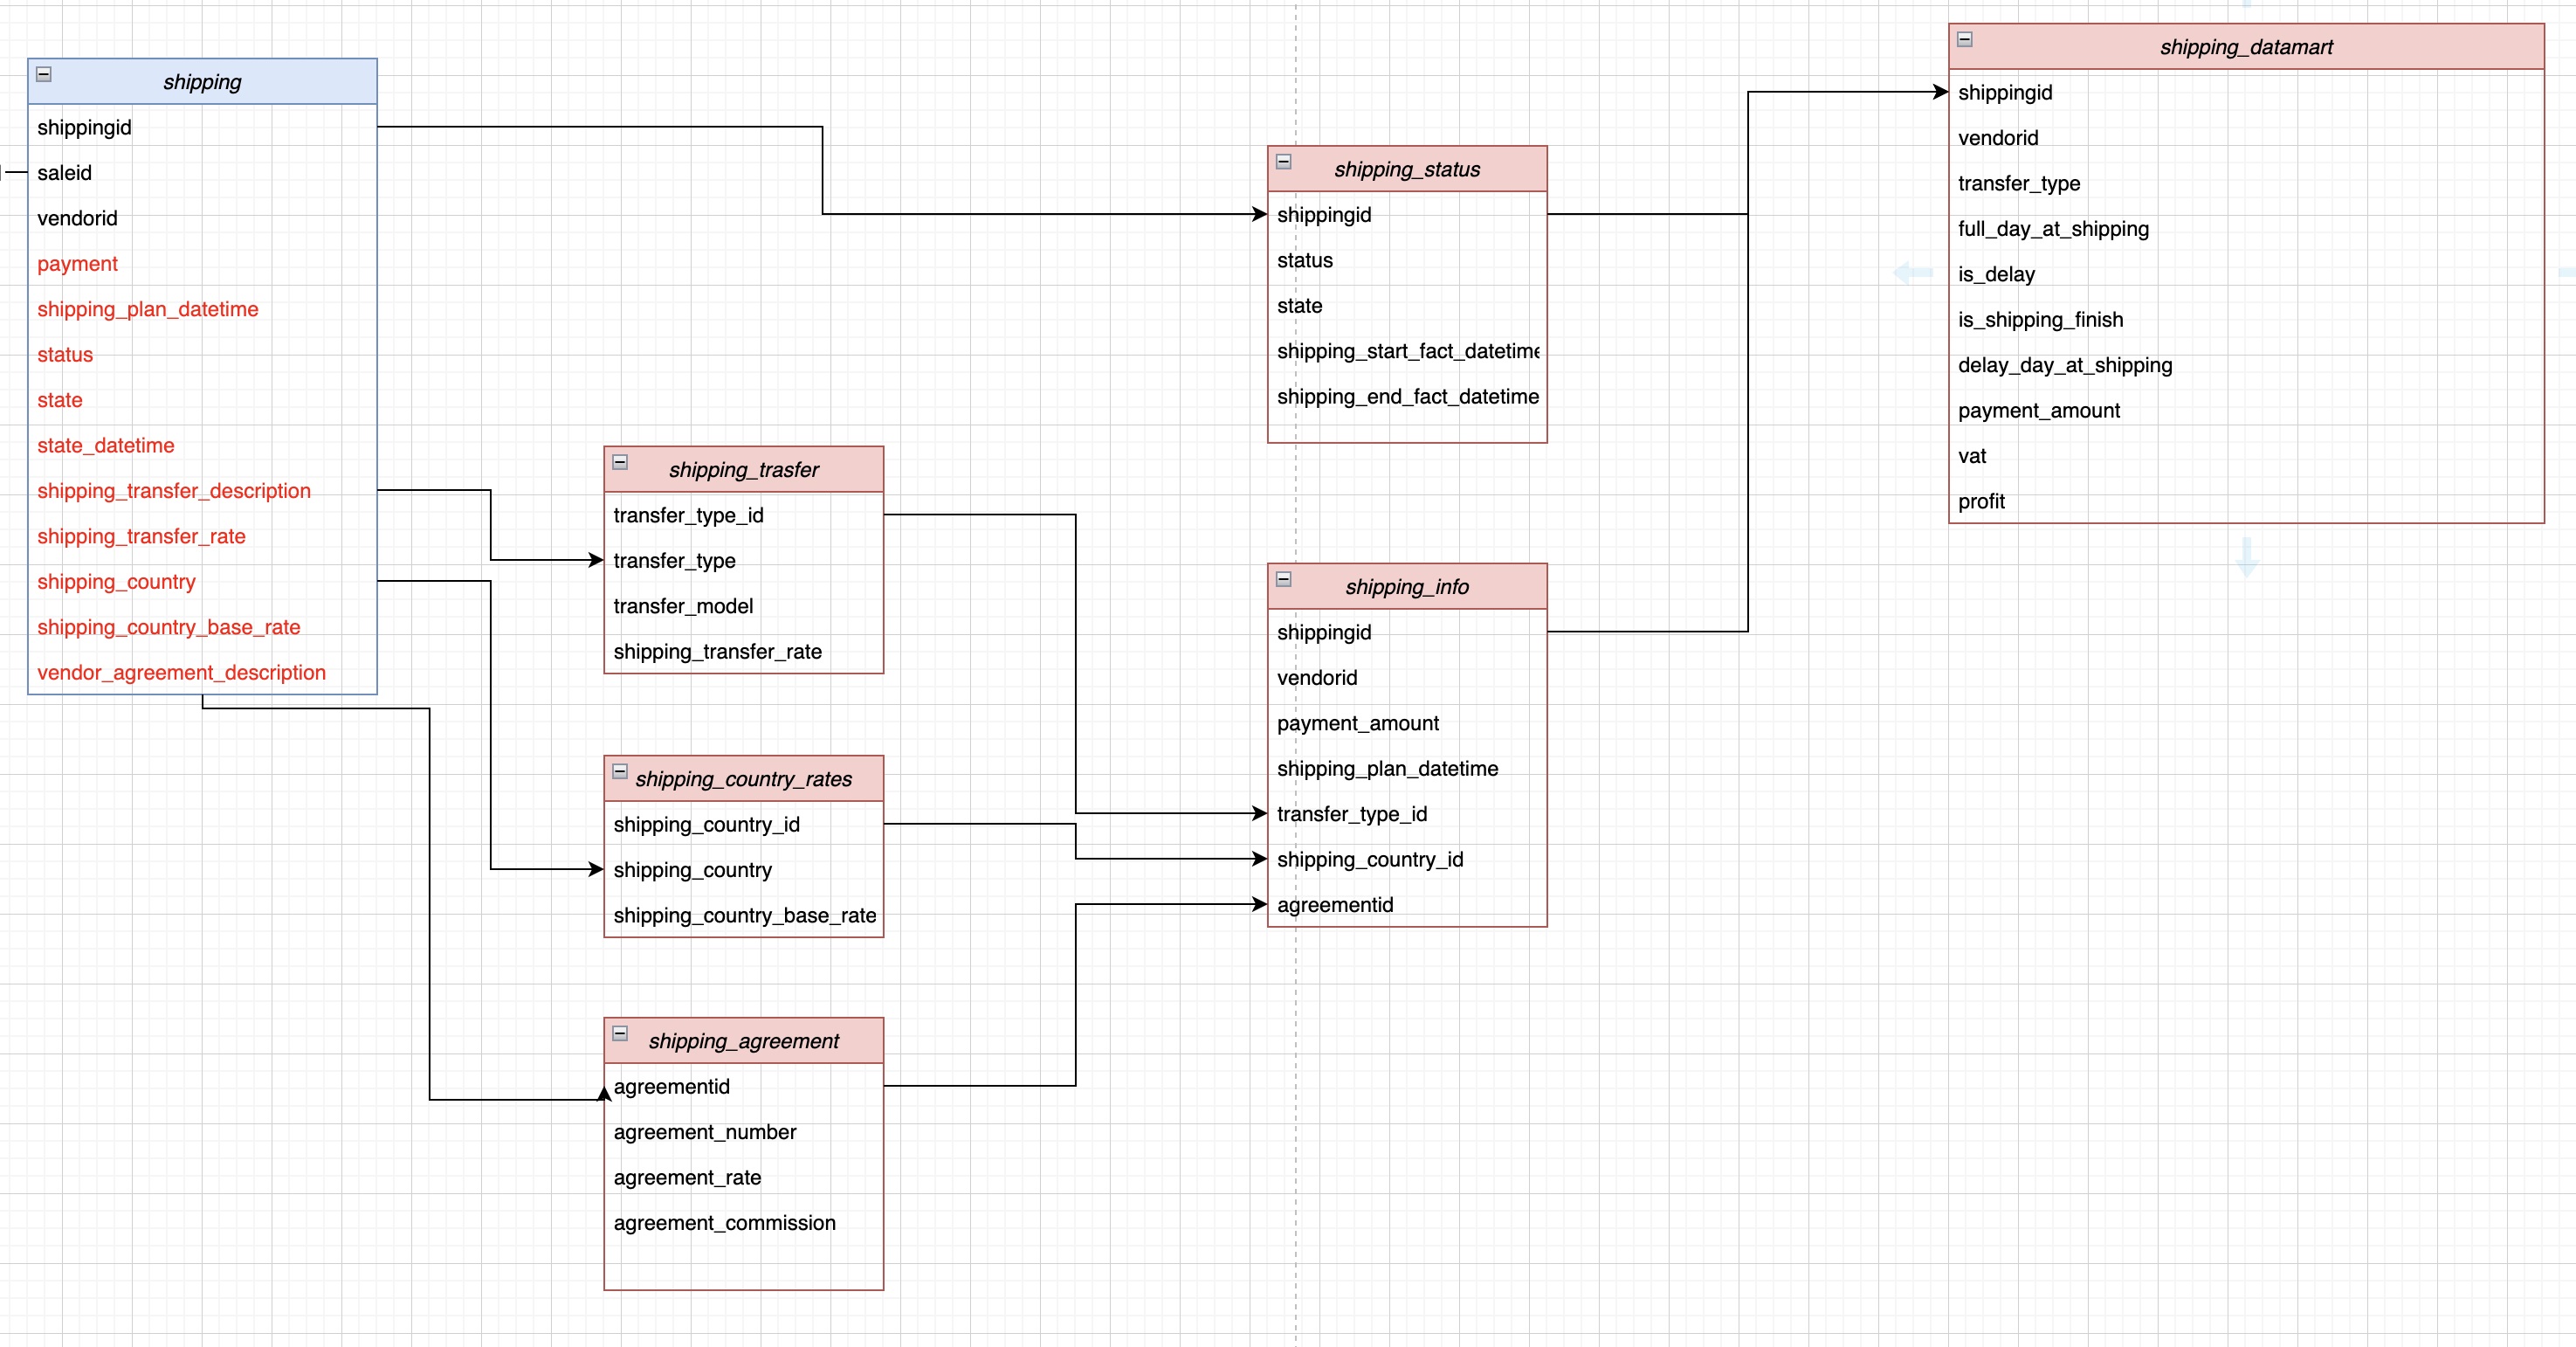 shipping
shippingid
saleid
vendorid
payment
shipping_plan_datetime
status
state
state_datetime
shipping_transfer_description
shipping_transfer_rate
shipping_country
shipping_country_base_rate
vendor_agreement_description
shipping_trasfer
transfer_type_id
transfer_type
transfer_model
shipping_transfer_rate
shipping_country_rates
shipping_country_id
shipping_country
shipping_country_base_rate
shipping_agreement
agreementid
agreement_number
agreement_rate
agreement_commission
shipping_status
shippingid
status
state
shipping_start_fact_datetime
shipping_end_fact_datetime
shipping_info
shippingid
vendorid
payment_amount
shipping_plan_datetime
transfer_type_id
shipping_country_id
agreementid
shipping_datamart
shippingid
vendorid
transfer_type
full_day_at_shipping
is_delay
is_shipping_finish
delay_day_at_shipping
payment_amount
vat
profit